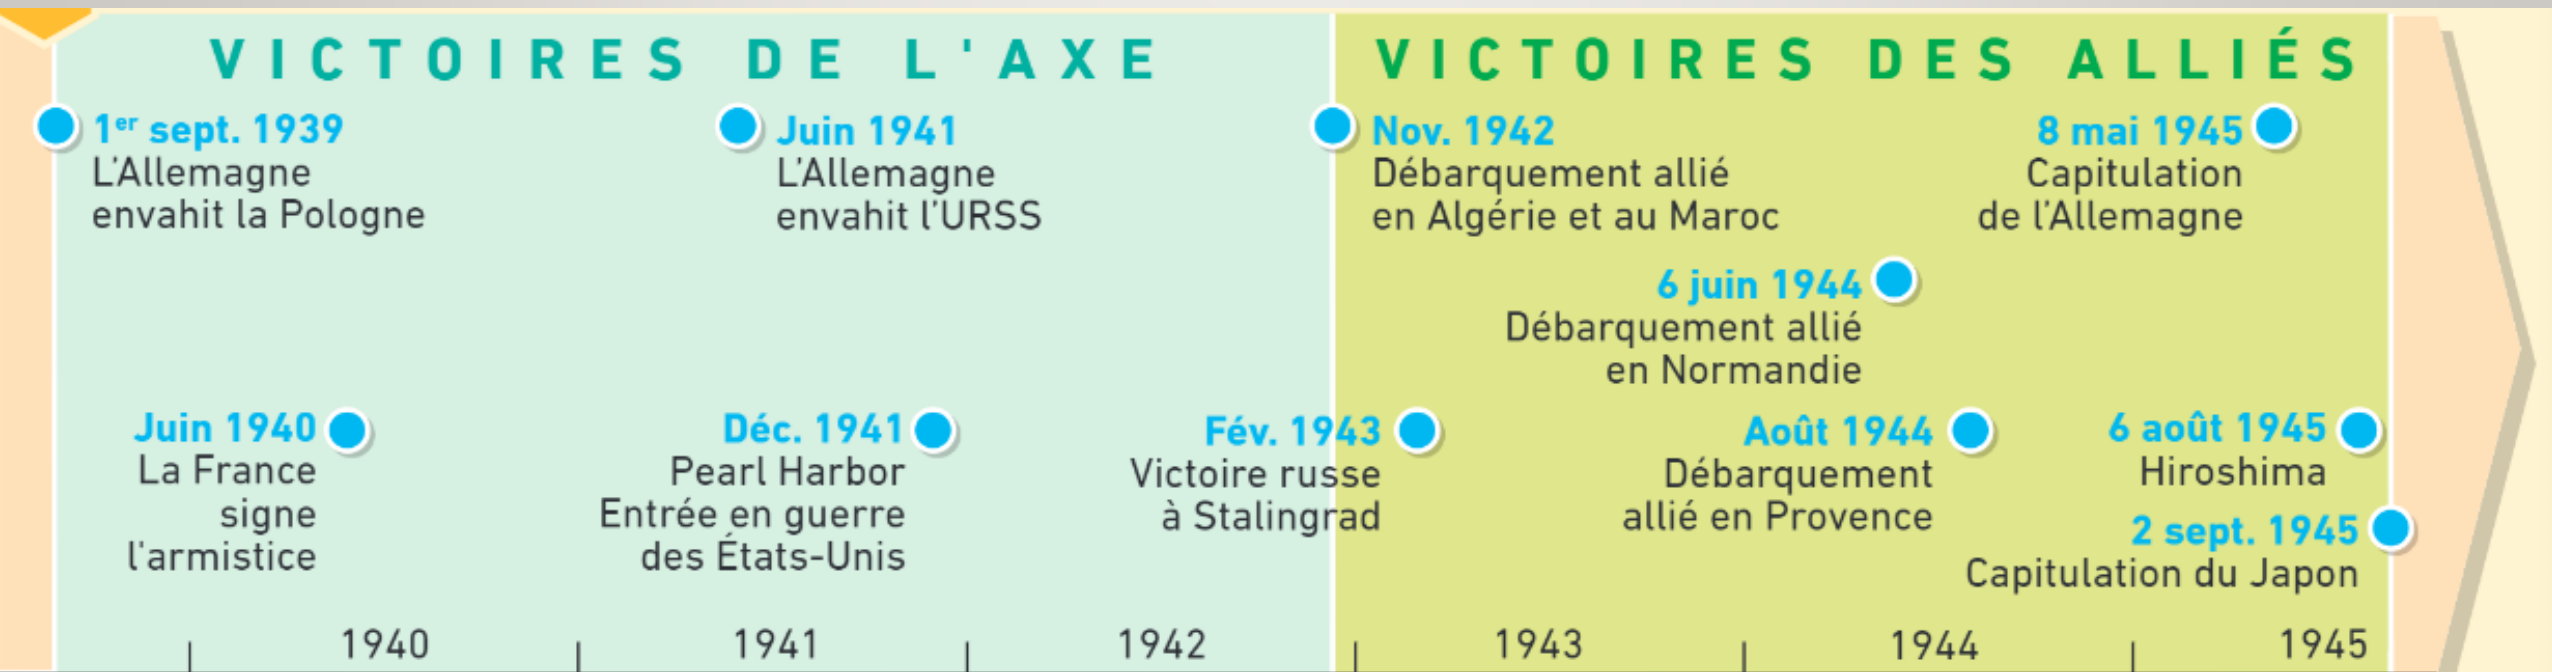 VICTOIRES DE L'AXE
VICTOIRES DES ALLIÉS
1er sept. 1939
L'Allemagne
envahit la Pologne
Juin 1941
L'Allemagne
envahit l'URSS
Nov. 1942
Débarquement allié
en Algérie et au Maroc
8 mai 1945
Capitulation
de l'Allemagne
6 juin 1944
Débarquement allié
en Normandie
Juin 1940
La France
signe
l'armistice
Déc. 1941
Pearl Harbor
Entrée en guerre
des États-Unis
Fév. 1943
Victoire russe
à Stalingrad
Août 1944
Débarquement
allié en Provence
6 août 1945
Hiroshima
2 sept. 1945
Capitulation du Japon
1940
1941
1942
1943
1944
1945